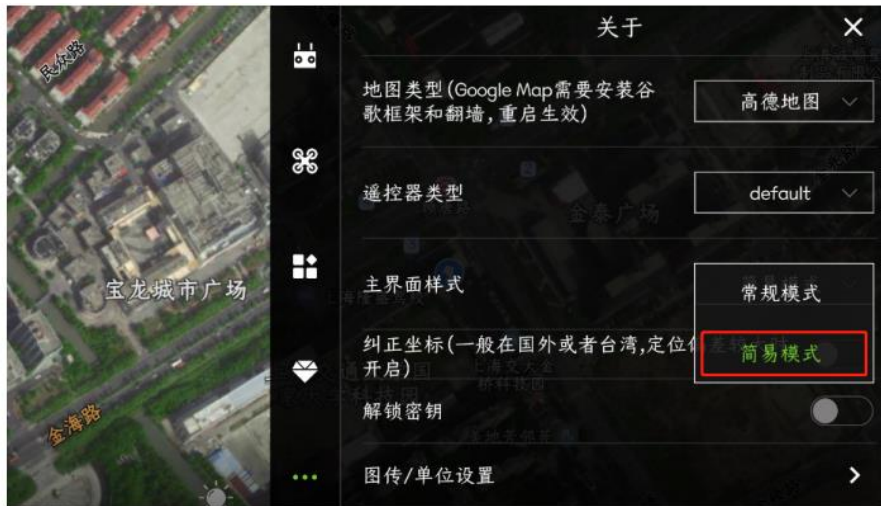 民众路
宝龙城市广场
金海路
关于
地图类型(Google Map需要安装谷
歌框架和翻墙,重启生效)
高德地图
遥控器类型
default
金泰广场
主界面样式
常规模式
简易模式
纠正坐标(一般在国外或者台湾,定位
开启)
解锁密钥
图传/单位设置